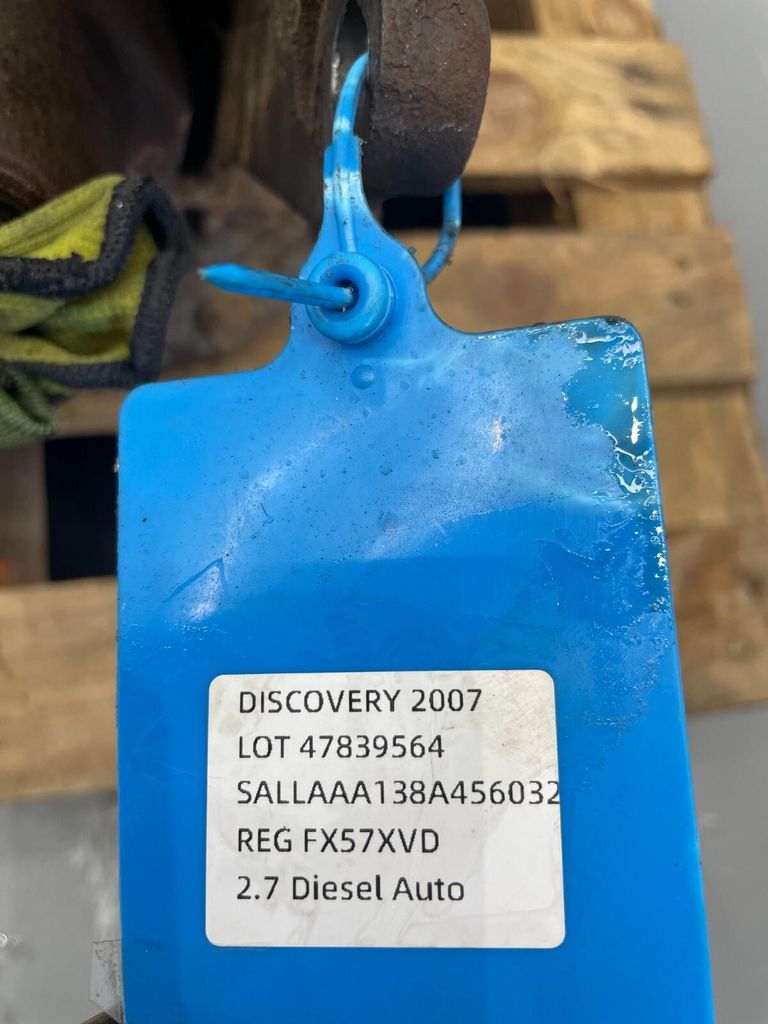 DISCOVERY 2007
LOT 47839564
SALLAAA138A456032
REG FX57XVD
2.7 Diesel Auto